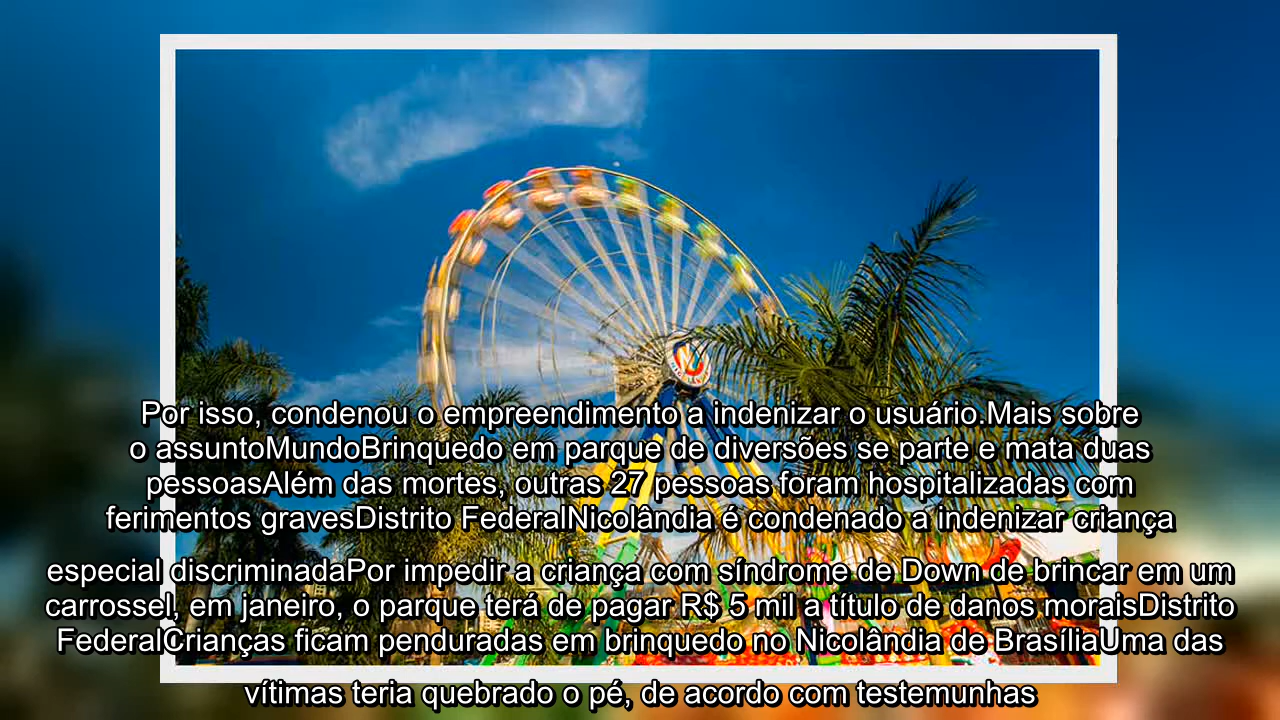 Por isso, condenou o empreendimento a indenizar o usuário.Mais sobre
o assuntoMundoBrinquedo em parque de diversões se parte e mata duas
pessoasAlém das mortes, outras 27 pessoas foram hospitalizadas com
ferimentos gravesDistrito FederalNicolândia é condenado a indenizar criança
especial discriminadaPor impedir a criança com síndrome de Down de brincar em um
carrossel, em janeiro, o parque terá de pagar R$ 5 mil a título de danos moraisDistrito
FederalCrianças ficam penduradas em brinquedo no Nicolândia de BrasíliaUma das
vítimas teria quebrado o pé, de acordo com testemunhas